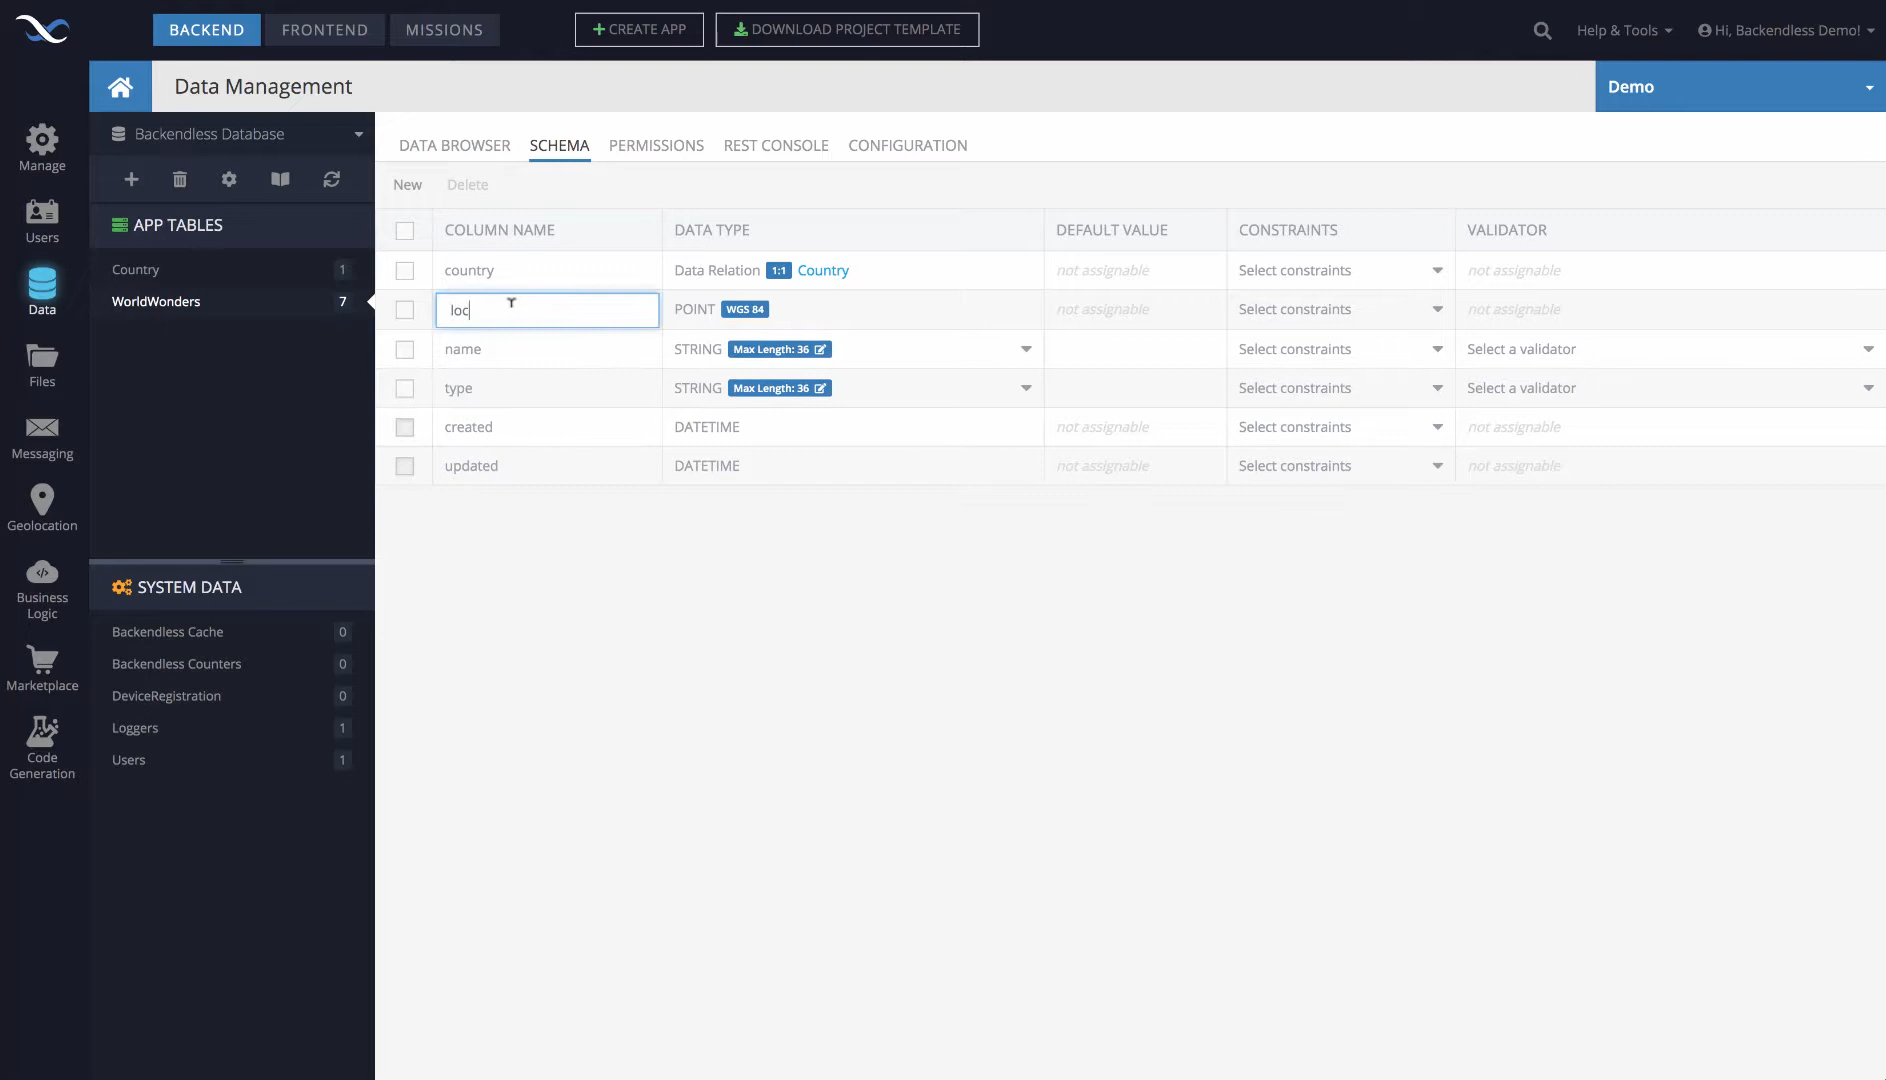 BACKEND
FRONTEND
MISSIONS
CREATE APP
DOWNLOAD PROJECT TEMPLATE
Help & Tools
Hi, Backendless Demo!
Data Management
Demo
Manage
Users
Data
Files
Messaging
Geolocation
Business
Logic
Marketplace
Code
Generation
Backendless Database
APP TABLES
Country 1
WorldWonders 7
SYSTEM DATA
Backendless Cache 0
Backendless Counters 0
DeviceRegistration 0
Loggers 1
Users 1
DATA BROWSER SCHEMA PERMISSIONS REST CONSOLE CONFIGURATION
New Delete
COLUMN NAME DATA TYPE DEFAULT VALUE CONSTRAINTS VALIDATOR
country Data Relation 1:1 Country not assignable Select constraints not assignable
loc POINT WGS 84 not assignable Select constraints not assignable
name STRING Max Length: 36 Select constraints Select a validator
type STRING Max Length: 36 Select constraints Select a validator
created DATETIME not assignable Select constraints not assignable
updated DATETIME not assignable Select constraints not assignable